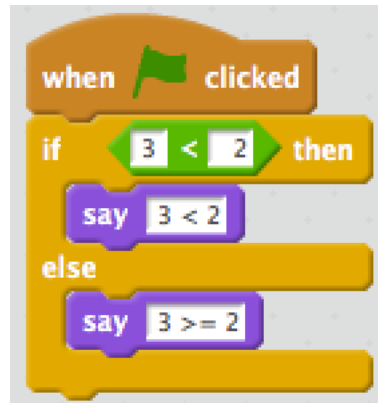 when clicked
if 3 < 2 then
say 3 < 2
else
say 3 >= 2